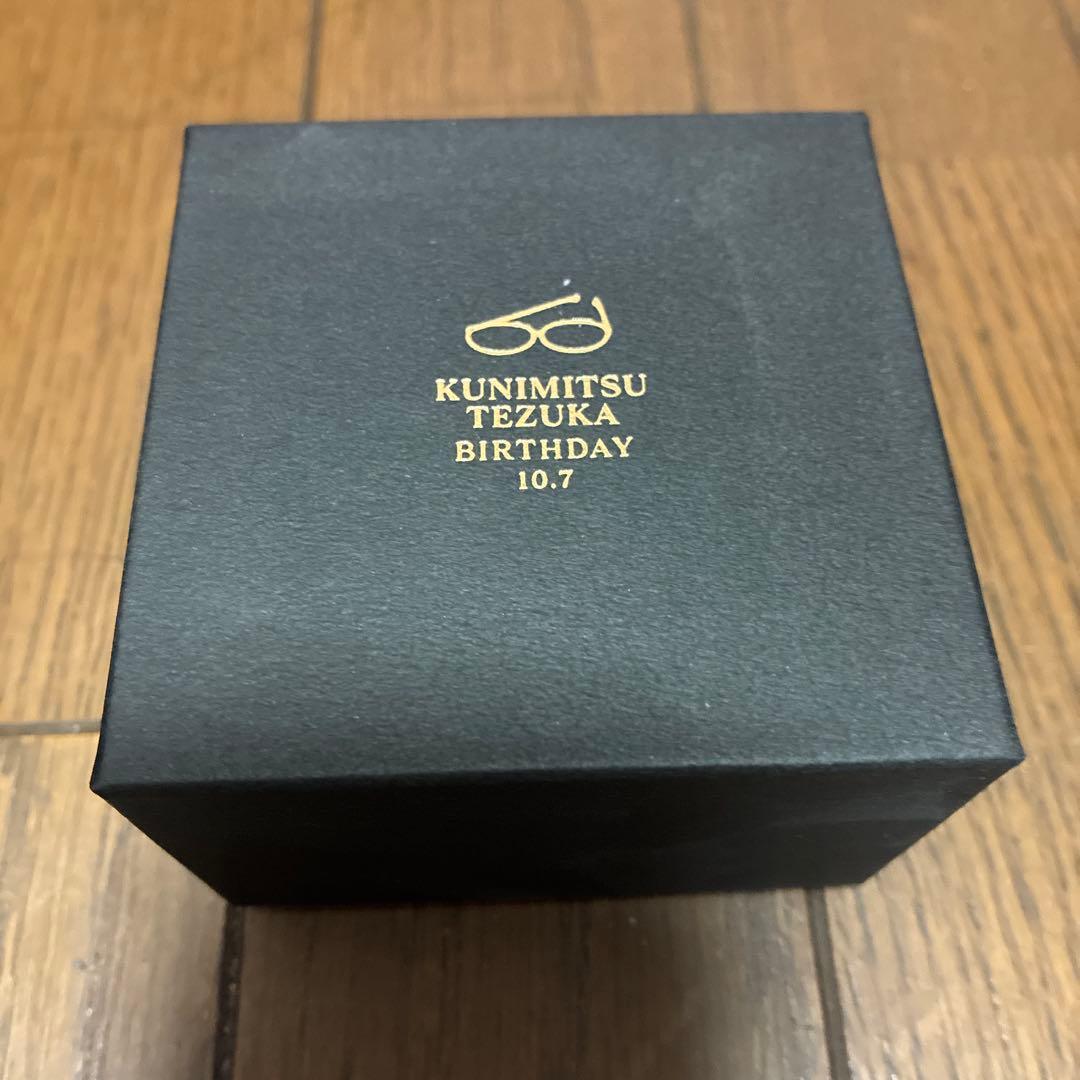 KUNIMITSU
TEZUKA
BIRTHDAY
10.7